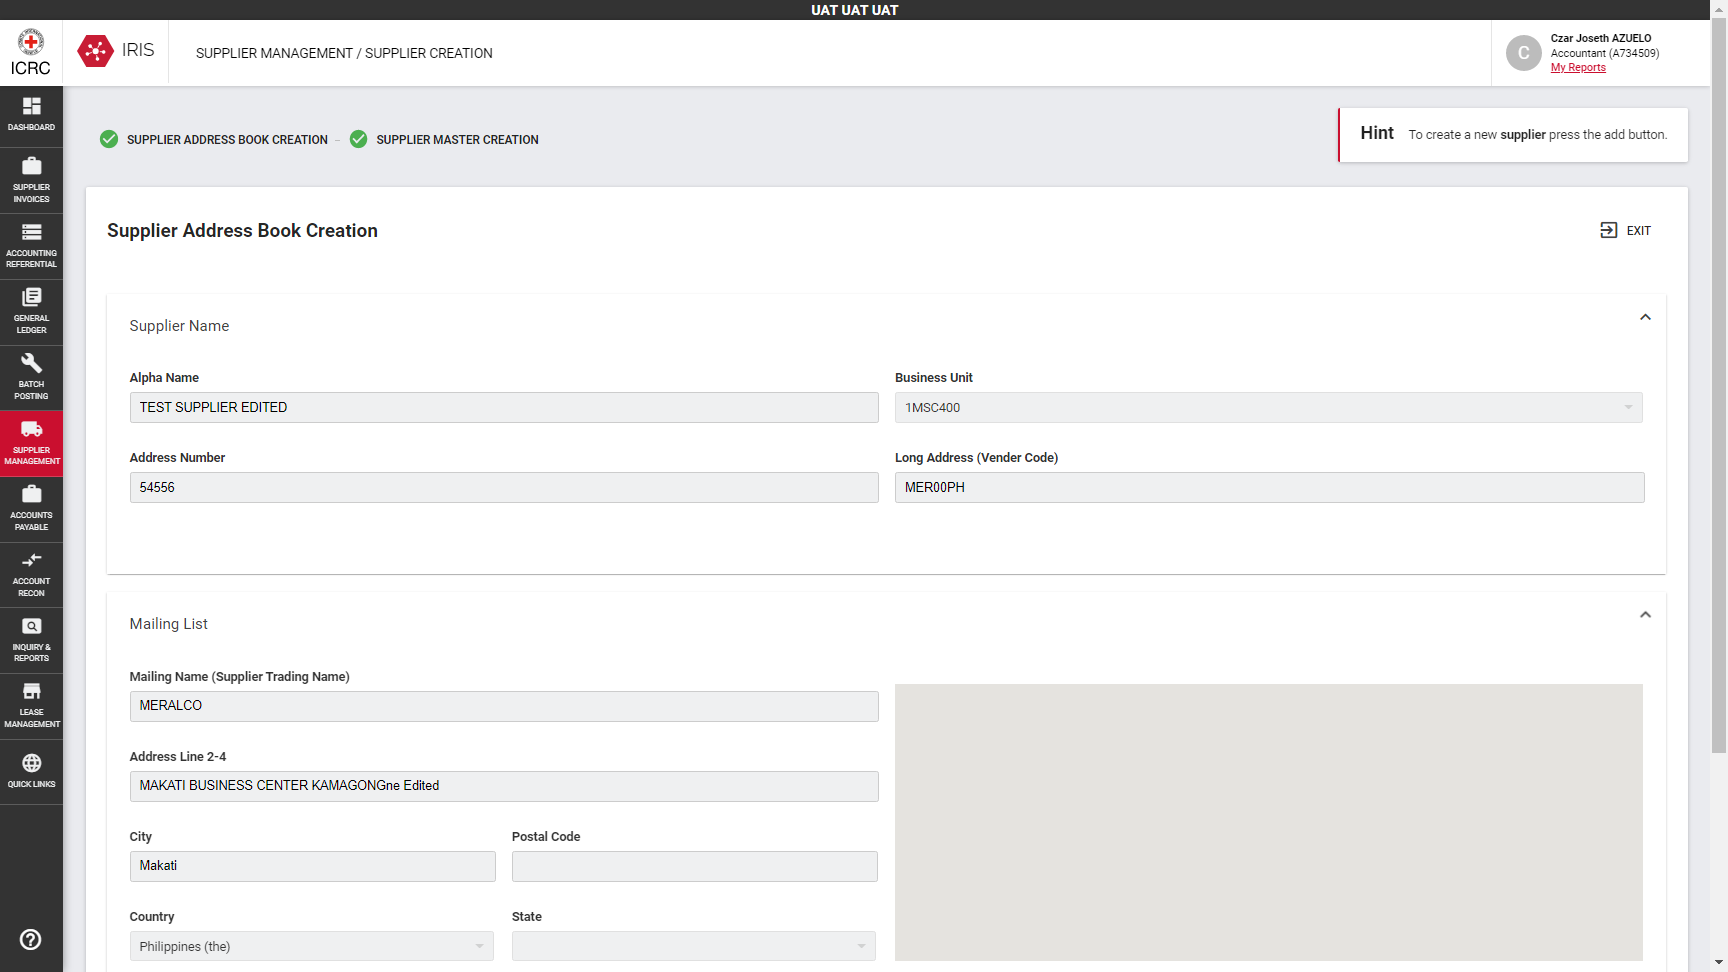 UAT UAT UAT
ICRC
IRIS
SUPPLIER MANAGEMENT / SUPPLIER CREATION
C
Czar Joseth AZUELO
Accountant (A734509)
My Reports
DASHBOARD
SUPPLIER
INVOICES
ACCOUNTING
REFERENTIAL
GENERAL
LEDGER
BATCH
POSTING
SUPPLIER
MANAGEMENT
ACCOUNTS
PAYABLE
ACCOUNT
RECON
INQUIRY &
REPORTS
LEASE
MANAGEMENT
QUICK LINKS
SUPPLIER ADDRESS BOOK CREATION
SUPPLIER MASTER CREATION
Hint To create a new supplier press the add button.
Supplier Address Book Creation
EXIT
Supplier Name
Alpha Name
TEST SUPPLIER EDITED
Business Unit
1MSC400
Address Number
54556
Long Address (Vender Code)
MER00PH
Mailing List
Mailing Name (Supplier Trading Name)
MERALCO
Address Line 2-4
MAKATI BUSINESS CENTER KAMAGONGne Edited
City
Makati
Postal Code
Country
Philippines (the)
State